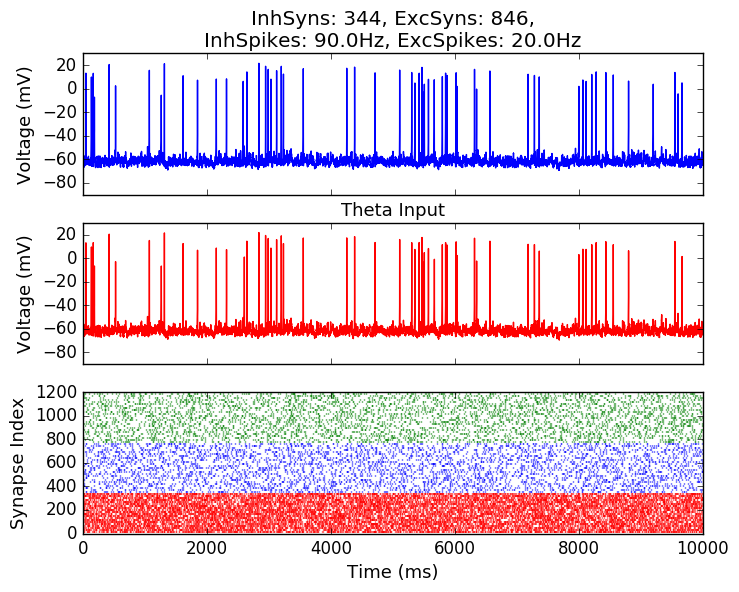 InhSyns: 344, ExcSyns: 846,
InhSpikes: 90.0Hz, ExcSpikes: 20.0Hz
20
0
−20
−40
−60
−80
Voltage (mV)
Theta Input
20
0
−20
−40
−60
−80
Voltage (mV)
1200
1000
800
600
400
200
0
Synapse Index
0 2000 4000 6000 8000 10000
Time (ms)